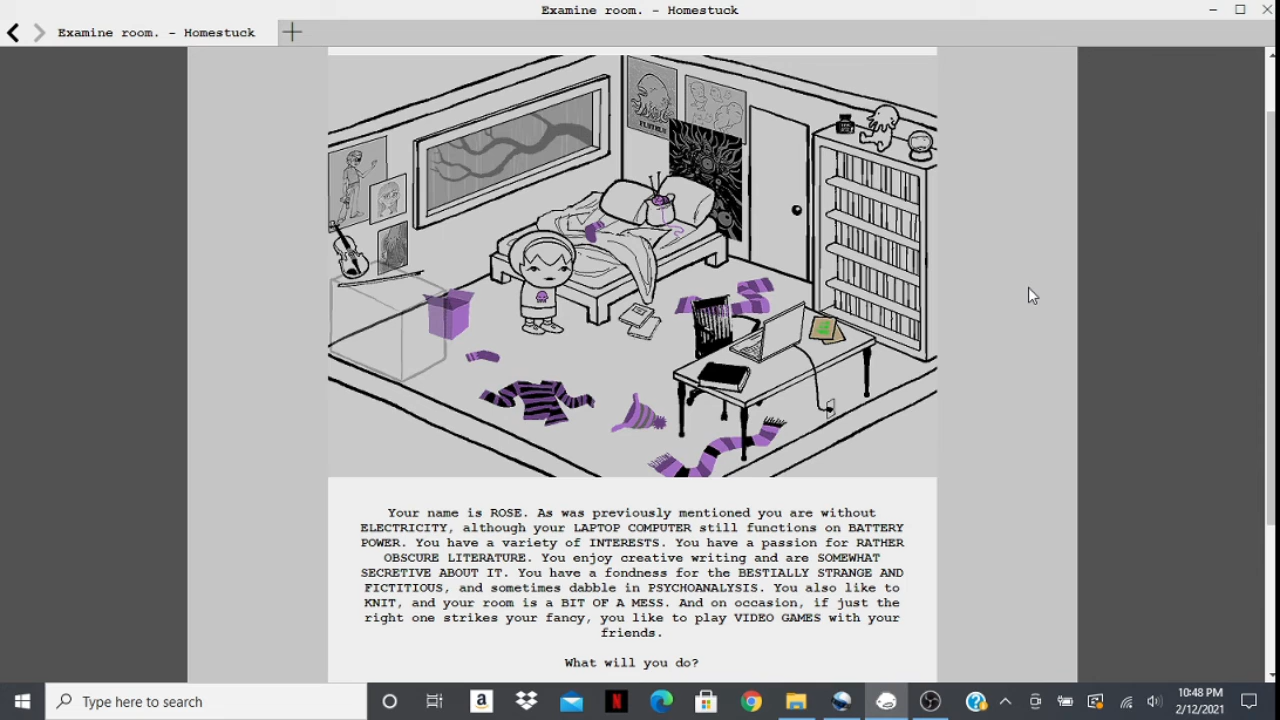 Examine room. - Homestuck
Examine room. - Homestuck
Your name is ROSE. As was previously mentioned you are without
ELECTRICITY, although your LAPTOP COMPUTER still functions on BATTERY
POWER. You have a variety of INTERESTS. You have a passion for RATHER
OBSCURE LITERATURE. You enjoy creative writing and are SOMEWHAT
SECRETIVE ABOUT IT. You have a fondness for the BESTIALLY STRANGE AND
FICTITIOUS, and sometimes dabble in PSYCHOANALYSIS. You also like to
KNIT, and your room is a BIT OF A MESS. And on occasion, if just the
right one strikes your fancy, you like to play VIDEO GAMES with your
friends.
What will you do?
Type here to search
10:48 PM
2/12/2021